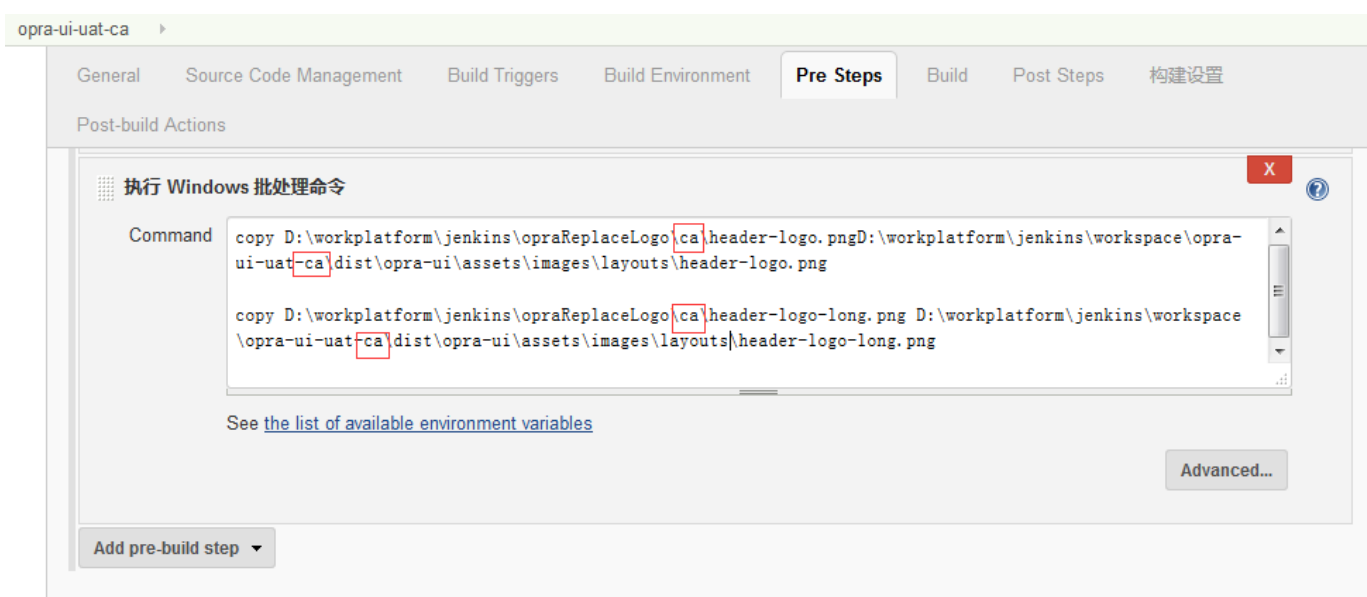 opra-ui-uat-ca
General Source Code Management Build Triggers Build Environment Pre Steps Build Post Steps 构建设置
Post-build Actions
X
执行 Windows 批处理命令
Command
copy D:\workplatform\jenkins\opraReplaceLogo\ca\header-logo.pngD:\workplatform\jenkins\workspace\opra-
ui-uat-ca\dist\opra-ui\assets\images\layouts\header-logo.png
copy D:\workplatform\jenkins\opraReplaceLogo\ca\header-logo-long.png D:\workplatform\jenkins\workspace
\opra-ui-uat-ca\dist\opra-ui\assets\images\layouts\header-logo-long.png
See the list of available environment variables
Advanced...
Add pre-build step